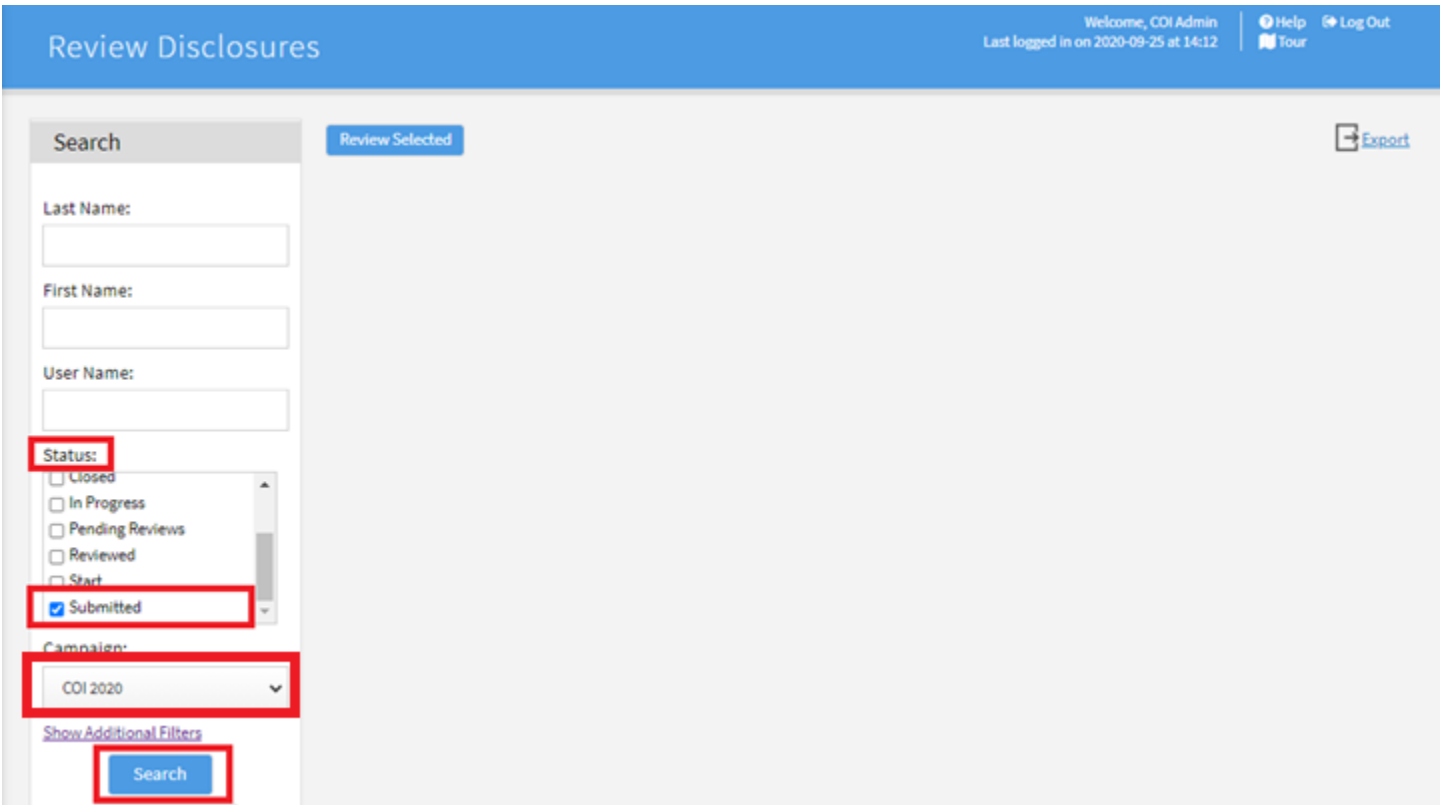 Review Disclosures
Welcome, COI Admin
Last logged in on 2020-09-25 at 14:12
Help
Log Out
Tour
Search
Review Selected
Export
Last Name:
First Name:
User Name:
Status:
Closed
In Progress
Pending Reviews
Reviewed
Start
Submitted
Campaign:
COI 2020
Show Additional Filters
Search